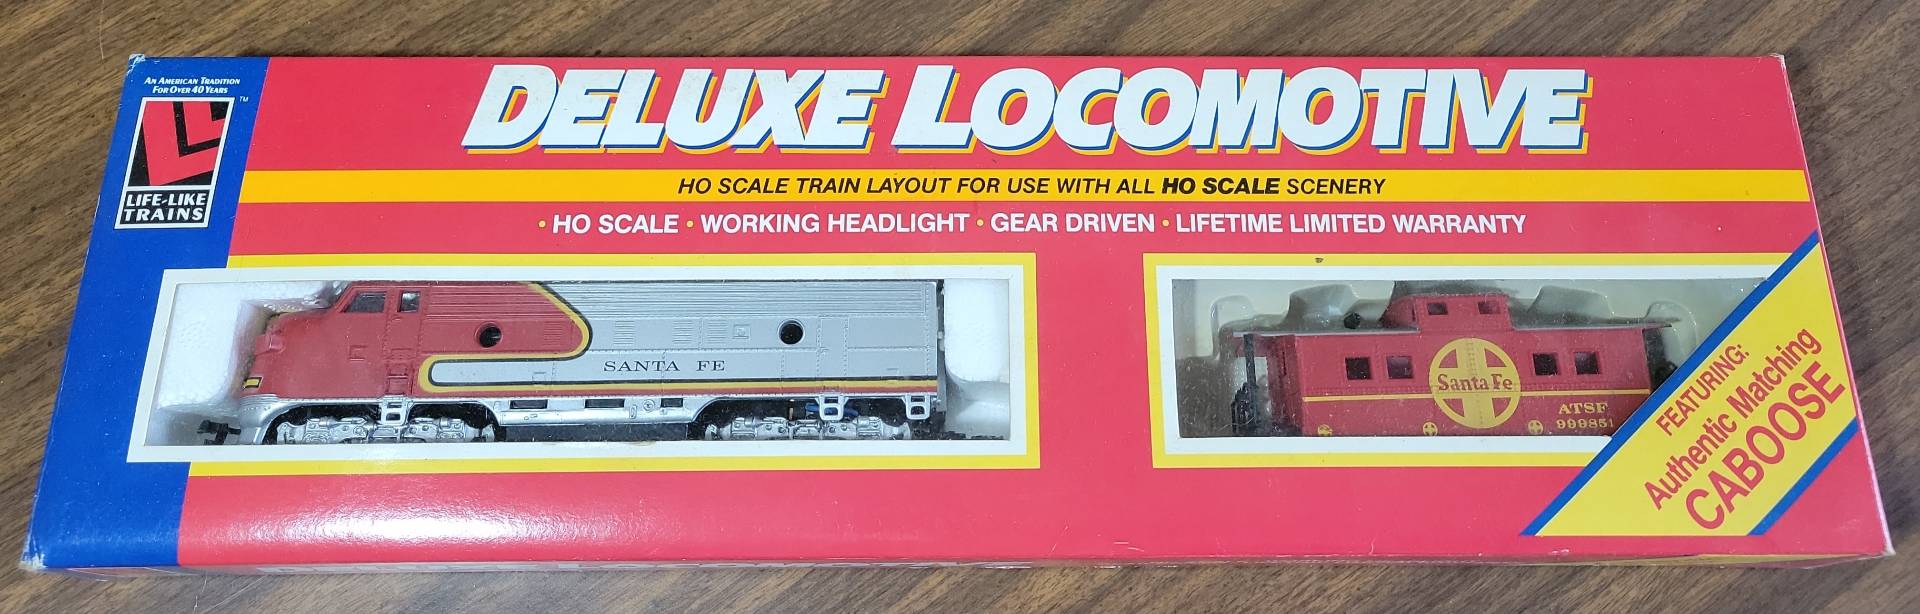 AN AMERICAN TRADITION
FOR OVER 40 YEARS
TM
LIFE-LIKE
TRAINS
DELUXE LOCOMOTIVE
HO SCALE TRAIN LAYOUT FOR USE WITH ALL HO SCALE SCENERY
• HO SCALE • WORKING HEADLIGHT • GEAR DRIVEN • LIFETIME LIMITED WARRANTY
SANTA FE
Santa Fe
ATSF
999851
FEATURING:
Authentic Matching
CABOOSE